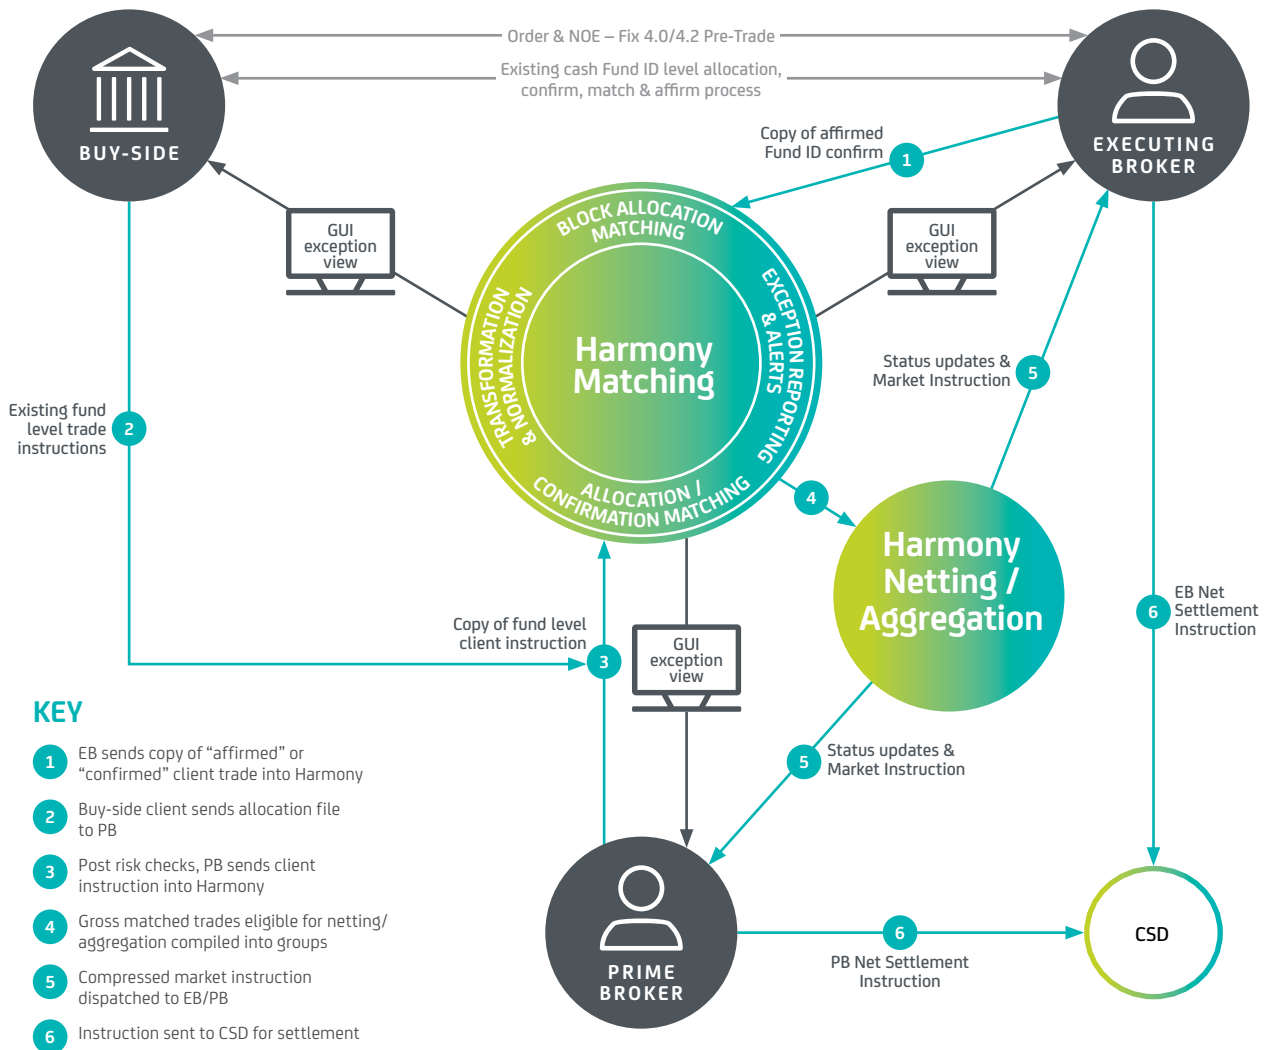 Order & NOE – Fix 4.0/4.2 Pre-Trade
Existing cash Fund ID level allocation,
confirm, match & affirm process
BUY-SIDE
EXECUTING
BROKER
Copy of affirmed
Fund ID confirm
1
GUI
exception
view
GUI
exception
view
BLOCK ALLOCATION
MATCHING
TRANSFORMATION
& NORMALIZATION
EXCEPTION REPORTING
& ALERTS
Harmony
Matching
ALLOCATION /
CONFIRMATION MATCHING
Status updates &
Market Instruction
5
Existing fund
level trade
instructions
2
4
Harmony
Netting /
Aggregation
EB Net
Settlement
Instruction
6
Copy of fund level
client instruction
3
GUI
exception
view
Status updates &
Market Instruction
5
PRIME
BROKER
6
PB Net Settlement
Instruction
CSD
KEY
1 EB sends copy of “affirmed” or
“confirmed” client trade into Harmony
2 Buy-side client sends allocation file
to PB
3 Post risk checks, PB sends client
instruction into Harmony
4 Gross matched trades eligible for netting/
aggregation compiled into groups
5 Compressed market instruction
dispatched to EB/PB
6 Instruction sent to CSD for settlement